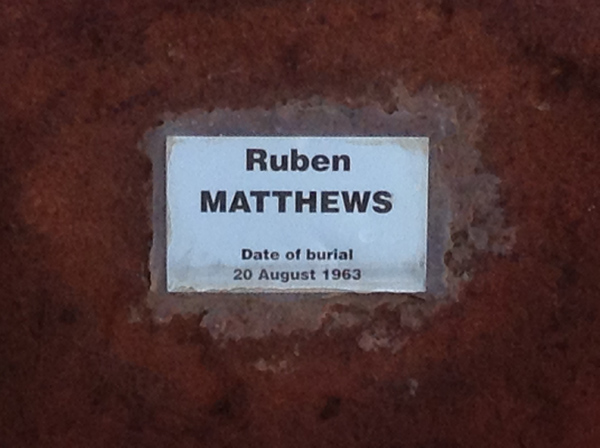 Ruben
MATTHEWS
Date of burial
20 August 1963